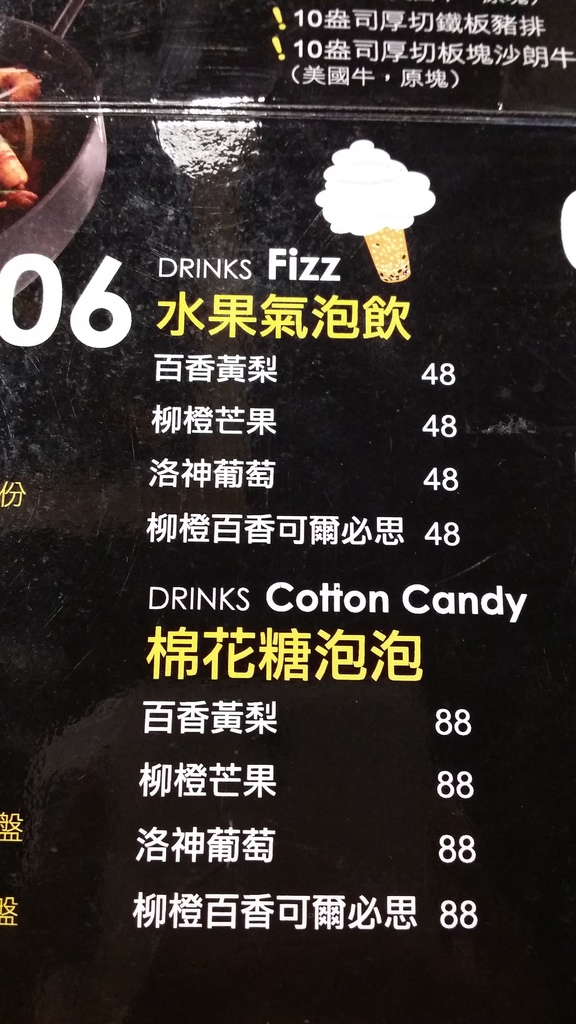 !10盎司厚切鐵板豬排
!10盎司厚切板塊沙朗牛
(美國牛,原塊)
06
DRINKS Fizz
水果氣泡飲
百香黃梨 48
柳橙芒果 48
洛神葡萄 48
份
柳橙百香可爾必思 48
DRINKS Cotton Candy
棉花糖泡泡
百香黃梨 88
柳橙芒果 88
盤
洛神葡萄 88
盤
柳橙百香可爾必思 88